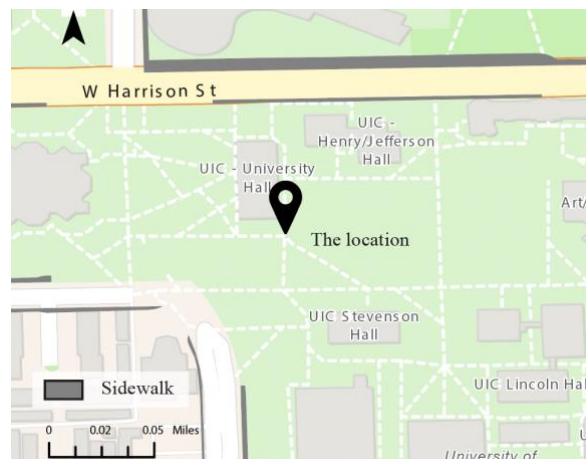 W Harrison St
UIC -
Henry/Jefferson
Hall
UIC - University
Hall
Art/
The location
UIC Stevenson
Hall
Sidewalk
UIC Lincoln Hal
0 0.02 0.05 Miles
U
University of